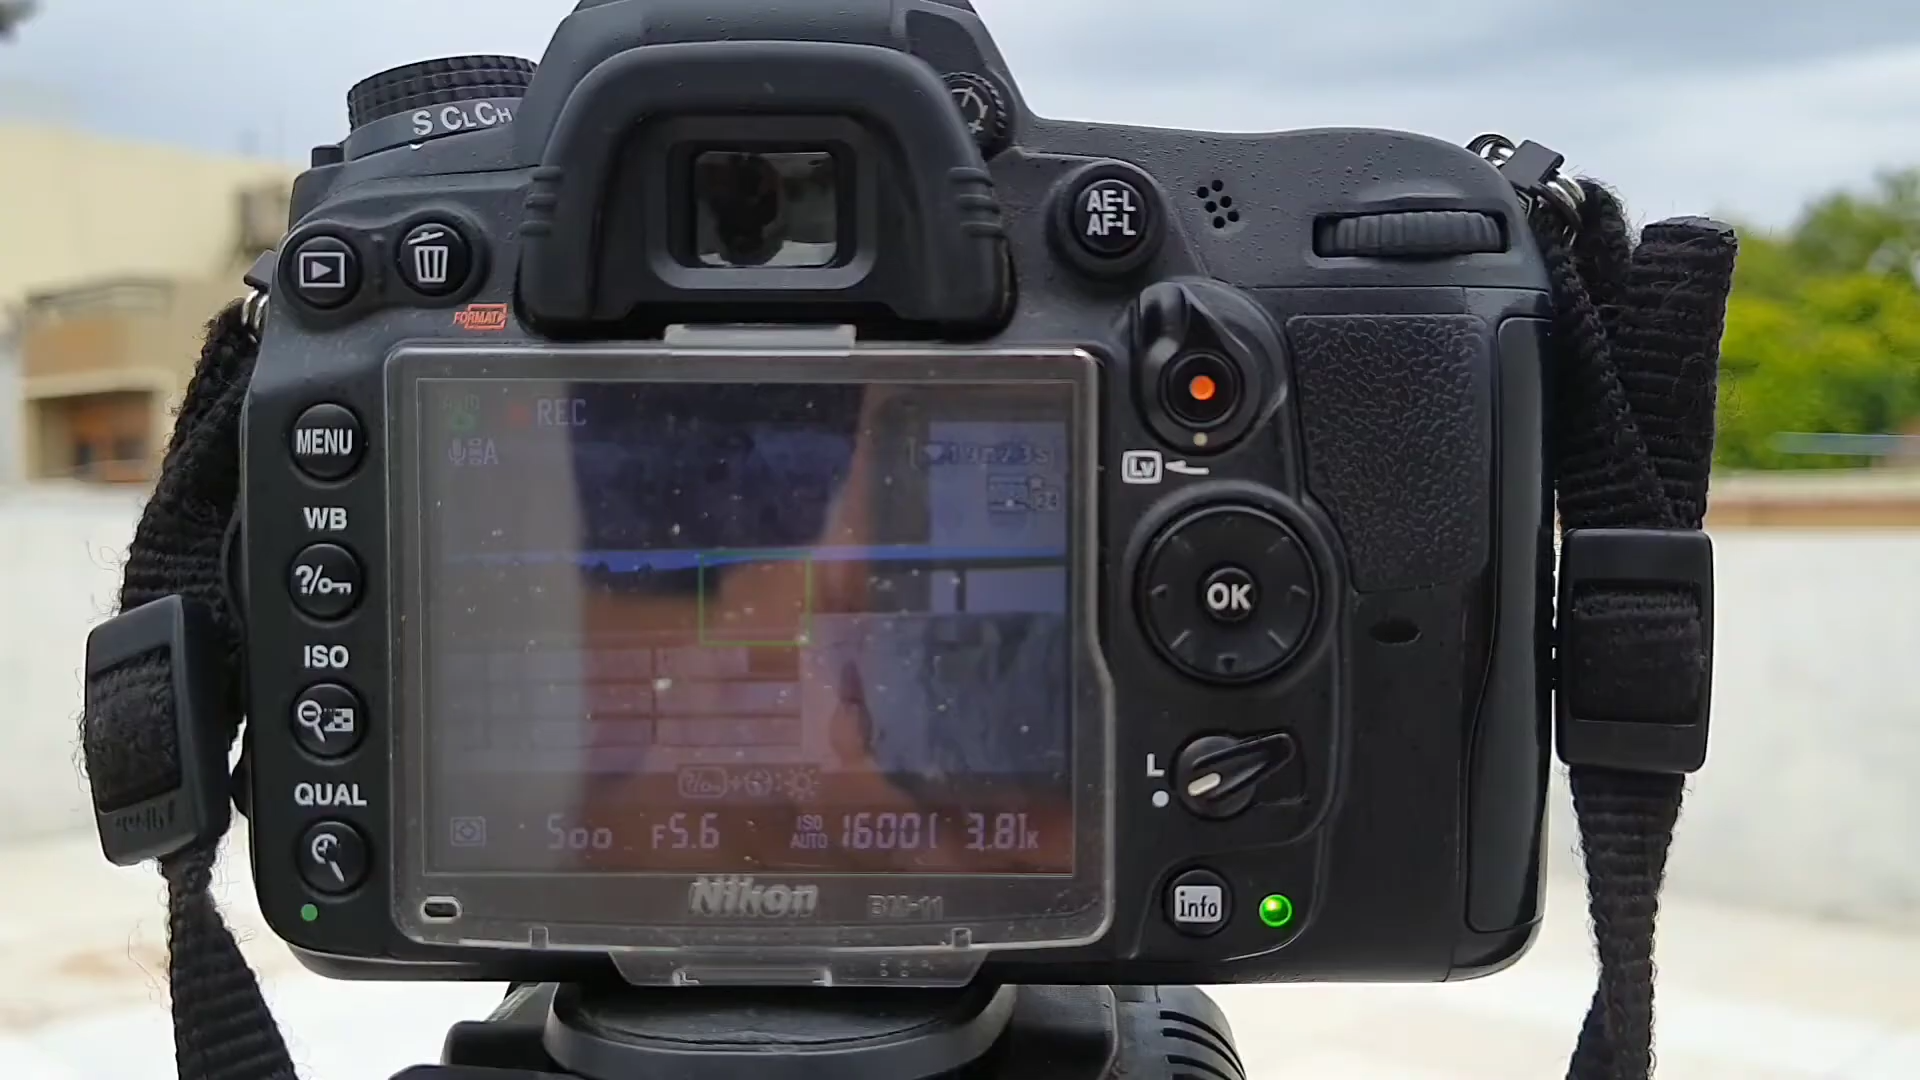 S CL CH
AE-L
AF-L
FORMAT
MENU
REC
A
Lv
WB
?/
OK
ISO
QUAL
L
500 F5.6 ISO AUTO 1600 [ 3.8]K
Nikon
BM-11
info